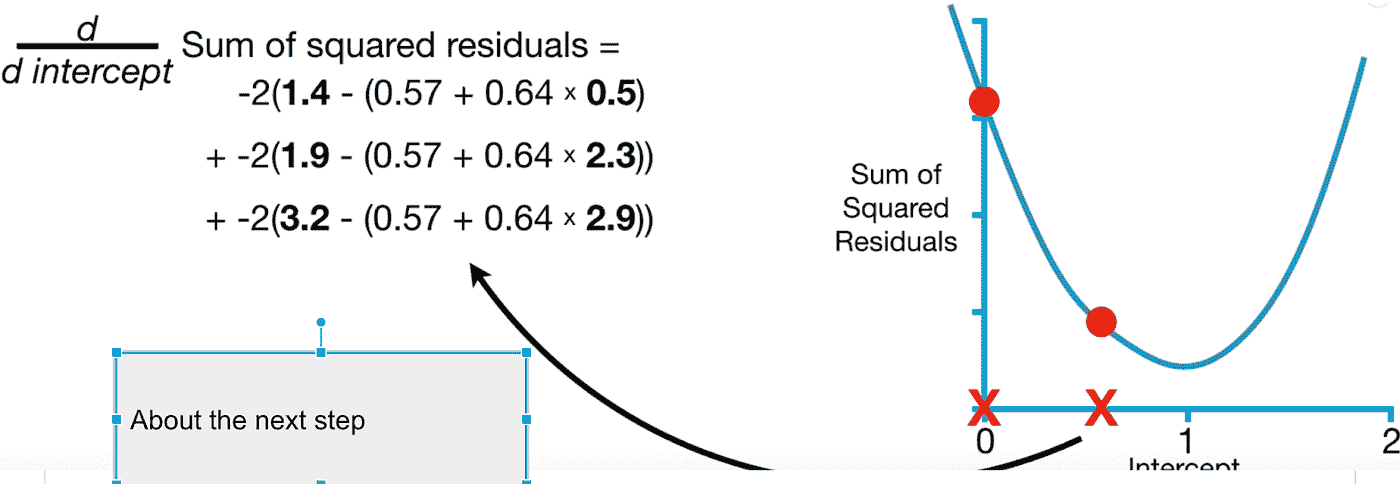 d
d intercept
Sum of squared residuals =
-2(1.4 - (0.57 + 0.64 × 0.5)
+ -2(1.9 - (0.57 + 0.64 × 2.3))
+ -2(3.2 - (0.57 + 0.64 × 2.9))
Sum of
Squared
Residuals
X X
0 1 2
Intercept
About the next step